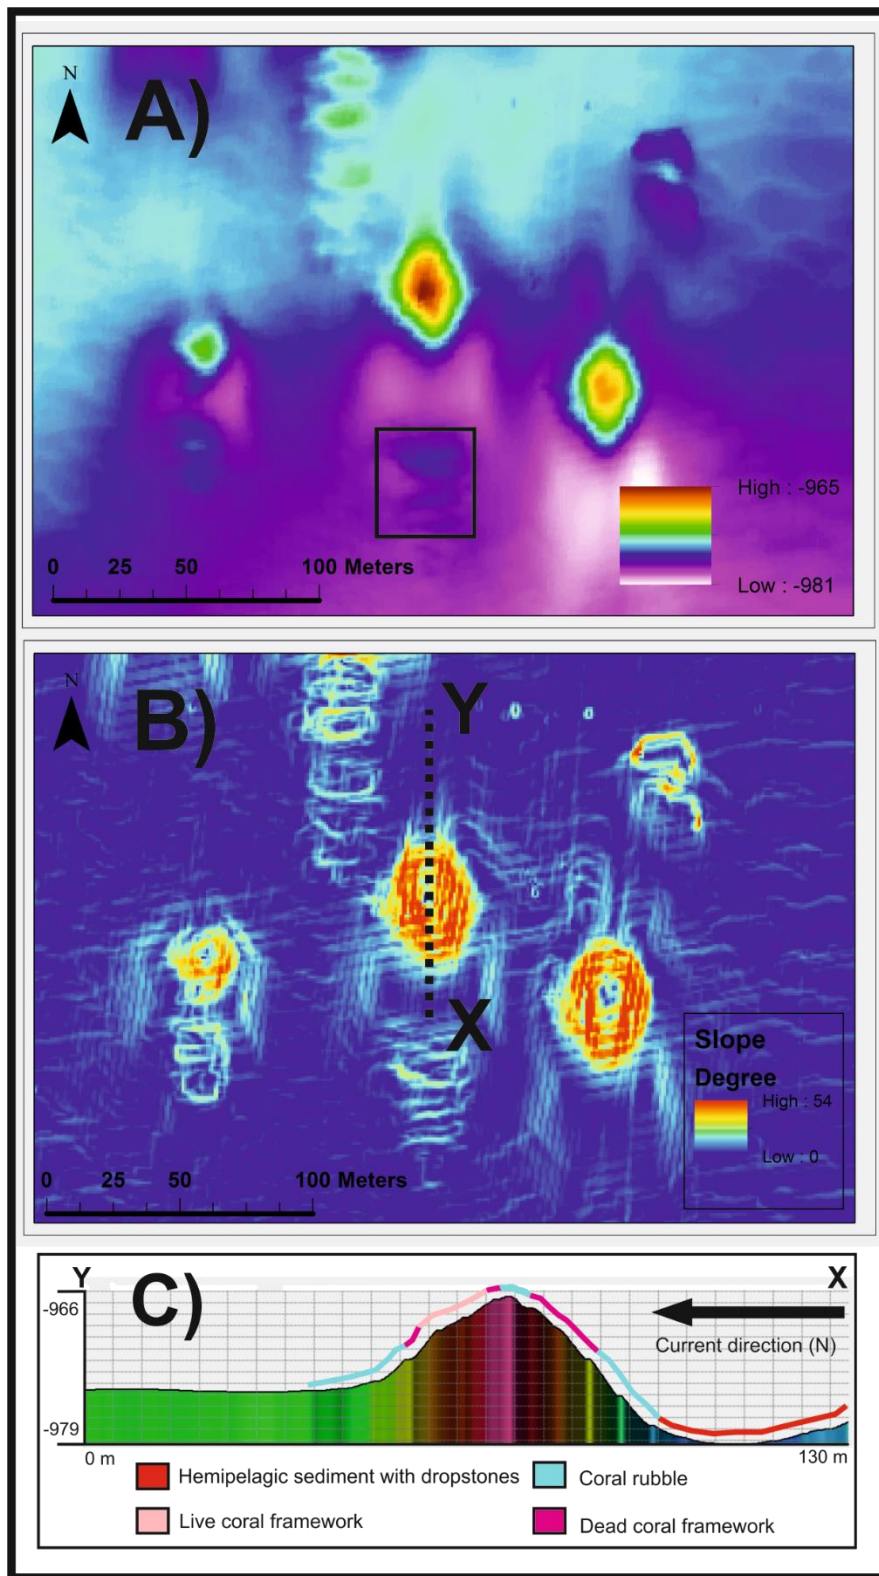 N
A)
High : -965
Low : -981
0 25 50 100 Meters
N
B)
Y
X
Slope
Degree
High : 54
Low : 0
0 25 50 100 Meters
Y C) X
-966
Current direction (N)
-979
0 m 130 m
Hemipelagic sediment with dropstones Coral rubble
Live coral framework Dead coral framework